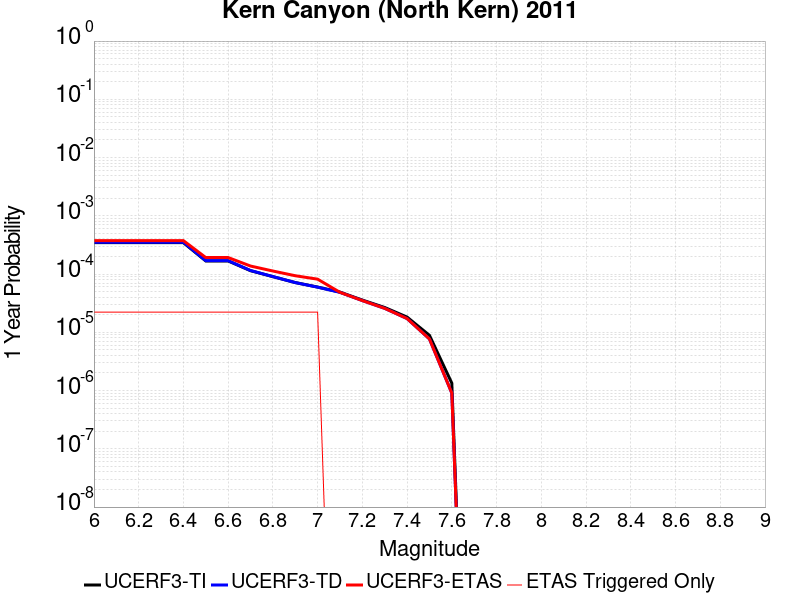 Kern Canyon (North Kern) 2011
10^0
10^-1
10^-2
10^-3
10^-4
10^-5
10^-6
10^-7
10^-8
1 Year Probability
6 6.2 6.4 6.6 6.8 7 7.2 7.4 7.6 7.8 8 8.2 8.4 8.6 8.8 9
Magnitude
UCERF3-TI UCERF3-TD UCERF3-ETAS ETAS Triggered Only